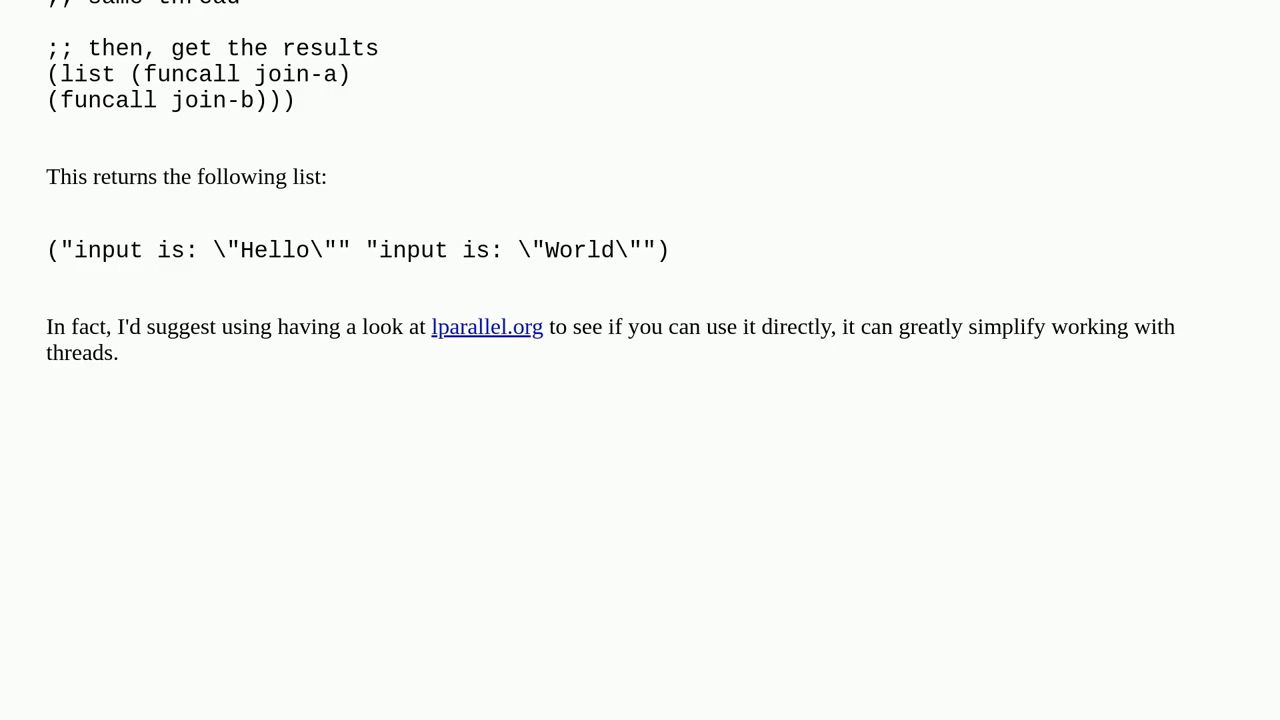 ;; same thread
;; then, get the results
(list (funcall join-a)
(funcall join-b)))
This returns the following list:
("input is: \"Hello\"" "input is: \"World\"")
In fact, I'd suggest using having a look at lparallel.org to see if you can use it directly, it can greatly simplify working with
threads.